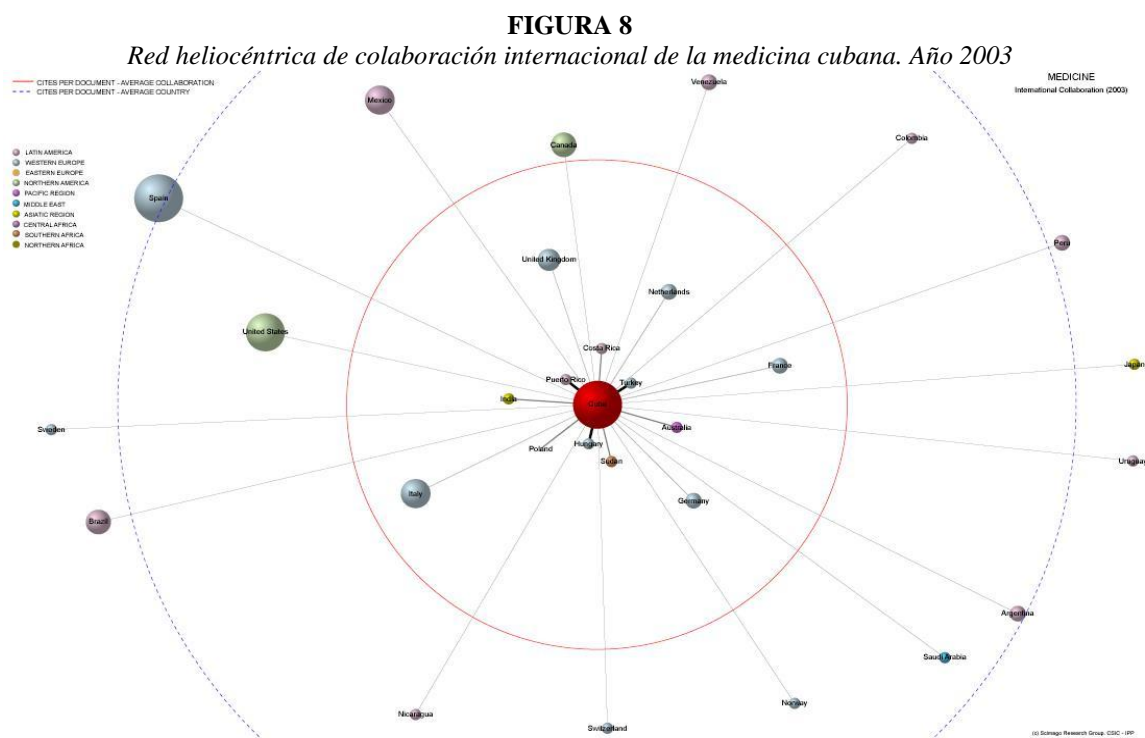 FIGURA 8
Red heliocéntrica de colaboración internacional de la medicina cubana. Año 2003
CITES PER DOCUMENT - AVERAGE COLLABORATION
CITES PER DOCUMENT - AVERAGE COUNTRY
MEDICINE
International Collaboration (2003)
LATIN AMERICA
WESTERN EUROPE
EASTERN EUROPE
NORTHERN AMERICA
PACIFIC REGION
MIDDLE EAST
ASIATIC REGION
CENTRAL AFRICA
SOUTHERN AFRICA
NORTHERN AFRICA
Venezuela
Mexico
Colombia
Canada
Spain
Peru
United Kingdom
Netherlands
United States
Costa Rica
France
Japan
Puerto Rico
Turkey
India
Cuba
Australia
Sweden
Hungary
Poland
Sudan
Uruguay
Italy
Germany
Brazil
Argentina
Saudi Arabia
Norway
Nicaragua
Switzerland
(c) Scimago Research Group. CSIC - IPP